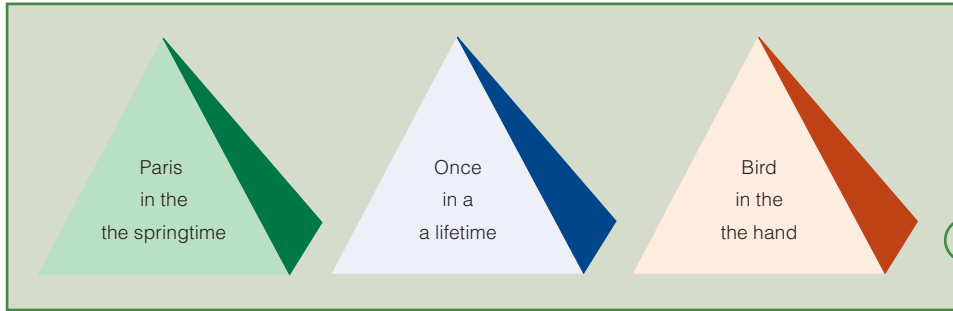 Paris
in the
the springtime
Once
in a
a lifetime
Bird
in the
the hand